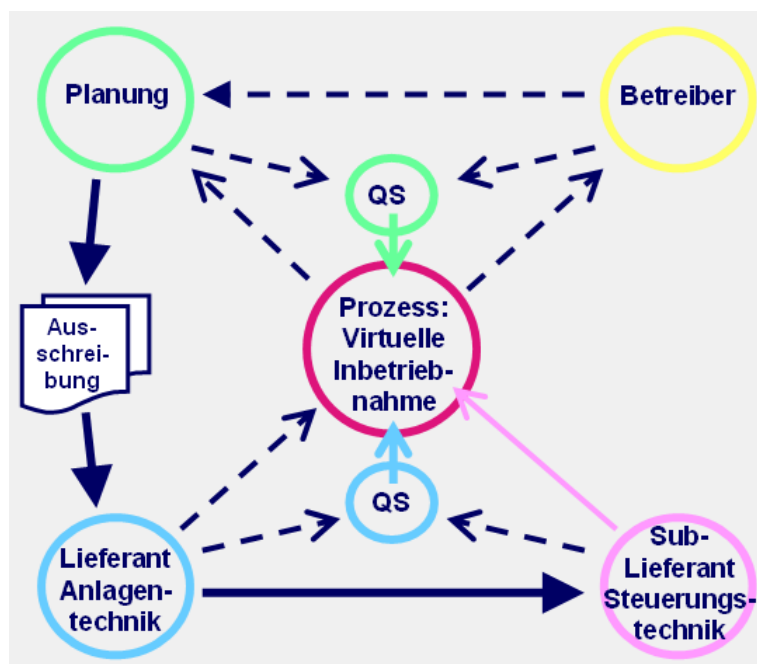 Planung
Betreiber
QS
Prozess:
Virtuelle
Inbetrieb-
nahme
Aus-
schrei-
bung
QS
Lieferant
Anlagen-
technik
Sub-
Lieferant
Steuerungs-
technik